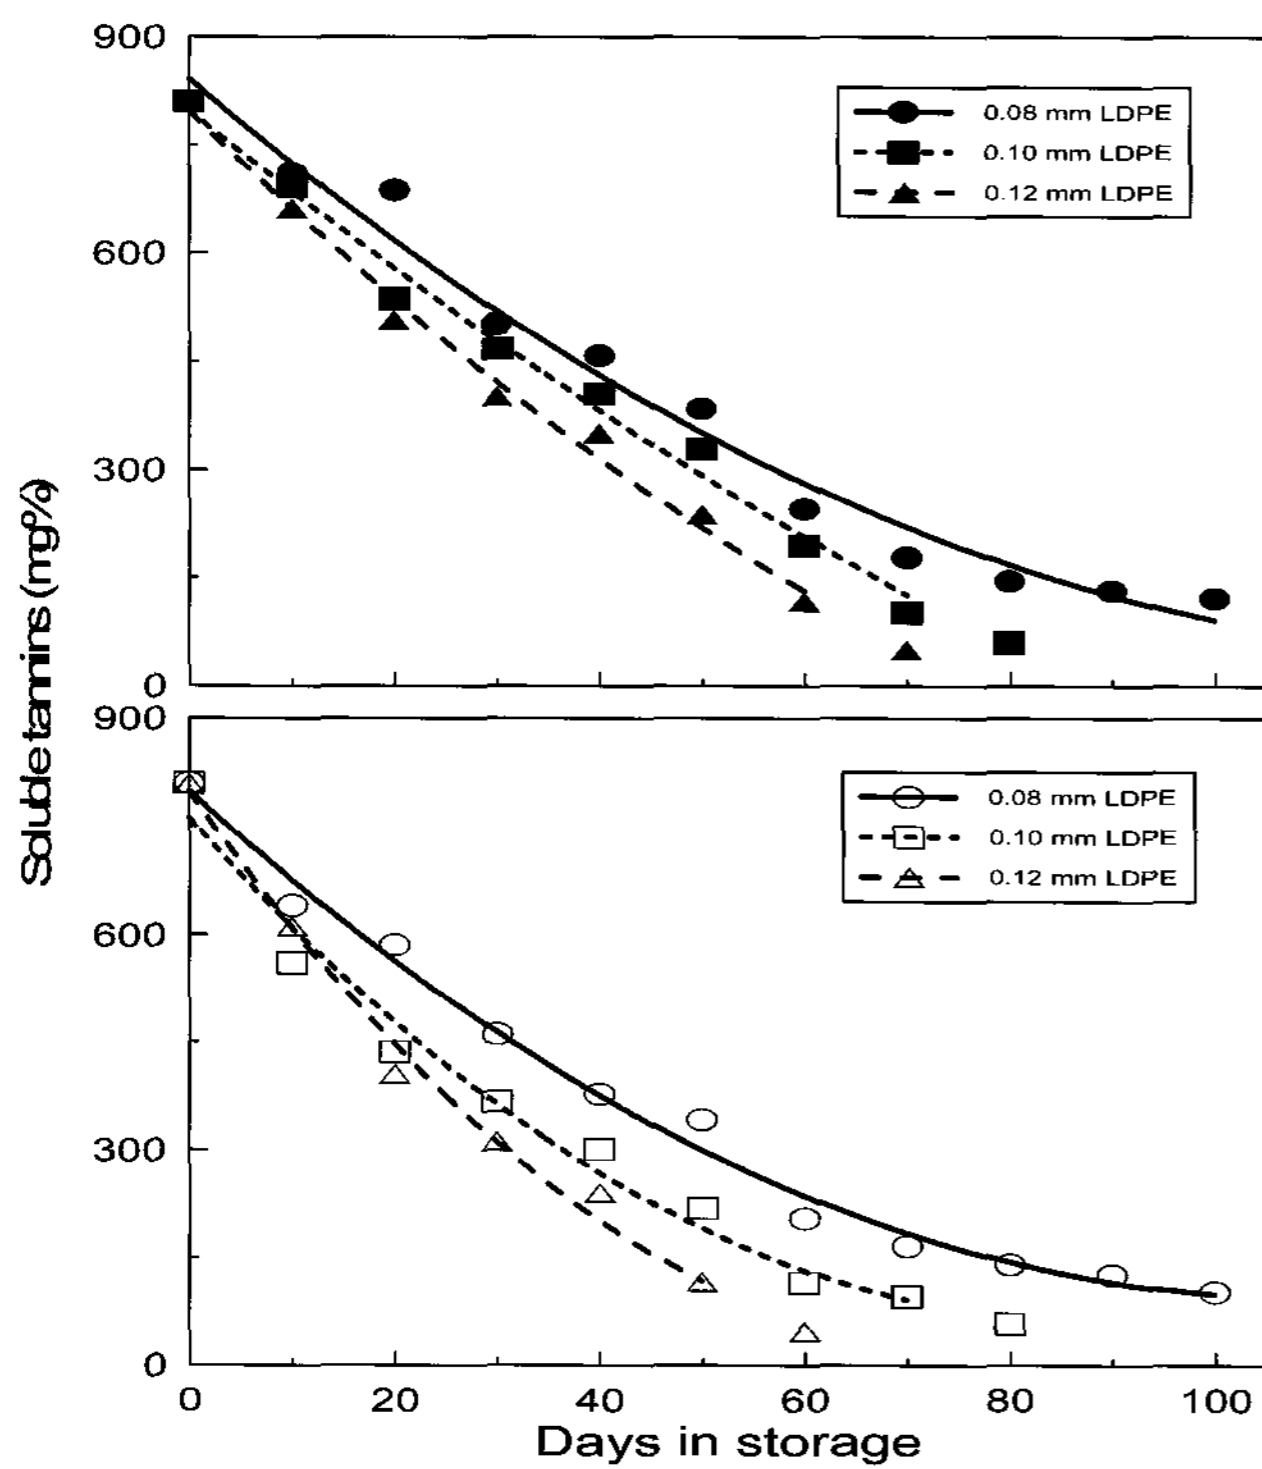 900
0.08 mm LDPE
0.10 mm LDPE
0.12 mm LDPE
600
300
0
Soluble tannins (mg%)
900
0.08 mm LDPE
0.10 mm LDPE
0.12 mm LDPE
600
300
0
0 20 40 60 80 100
Days in storage